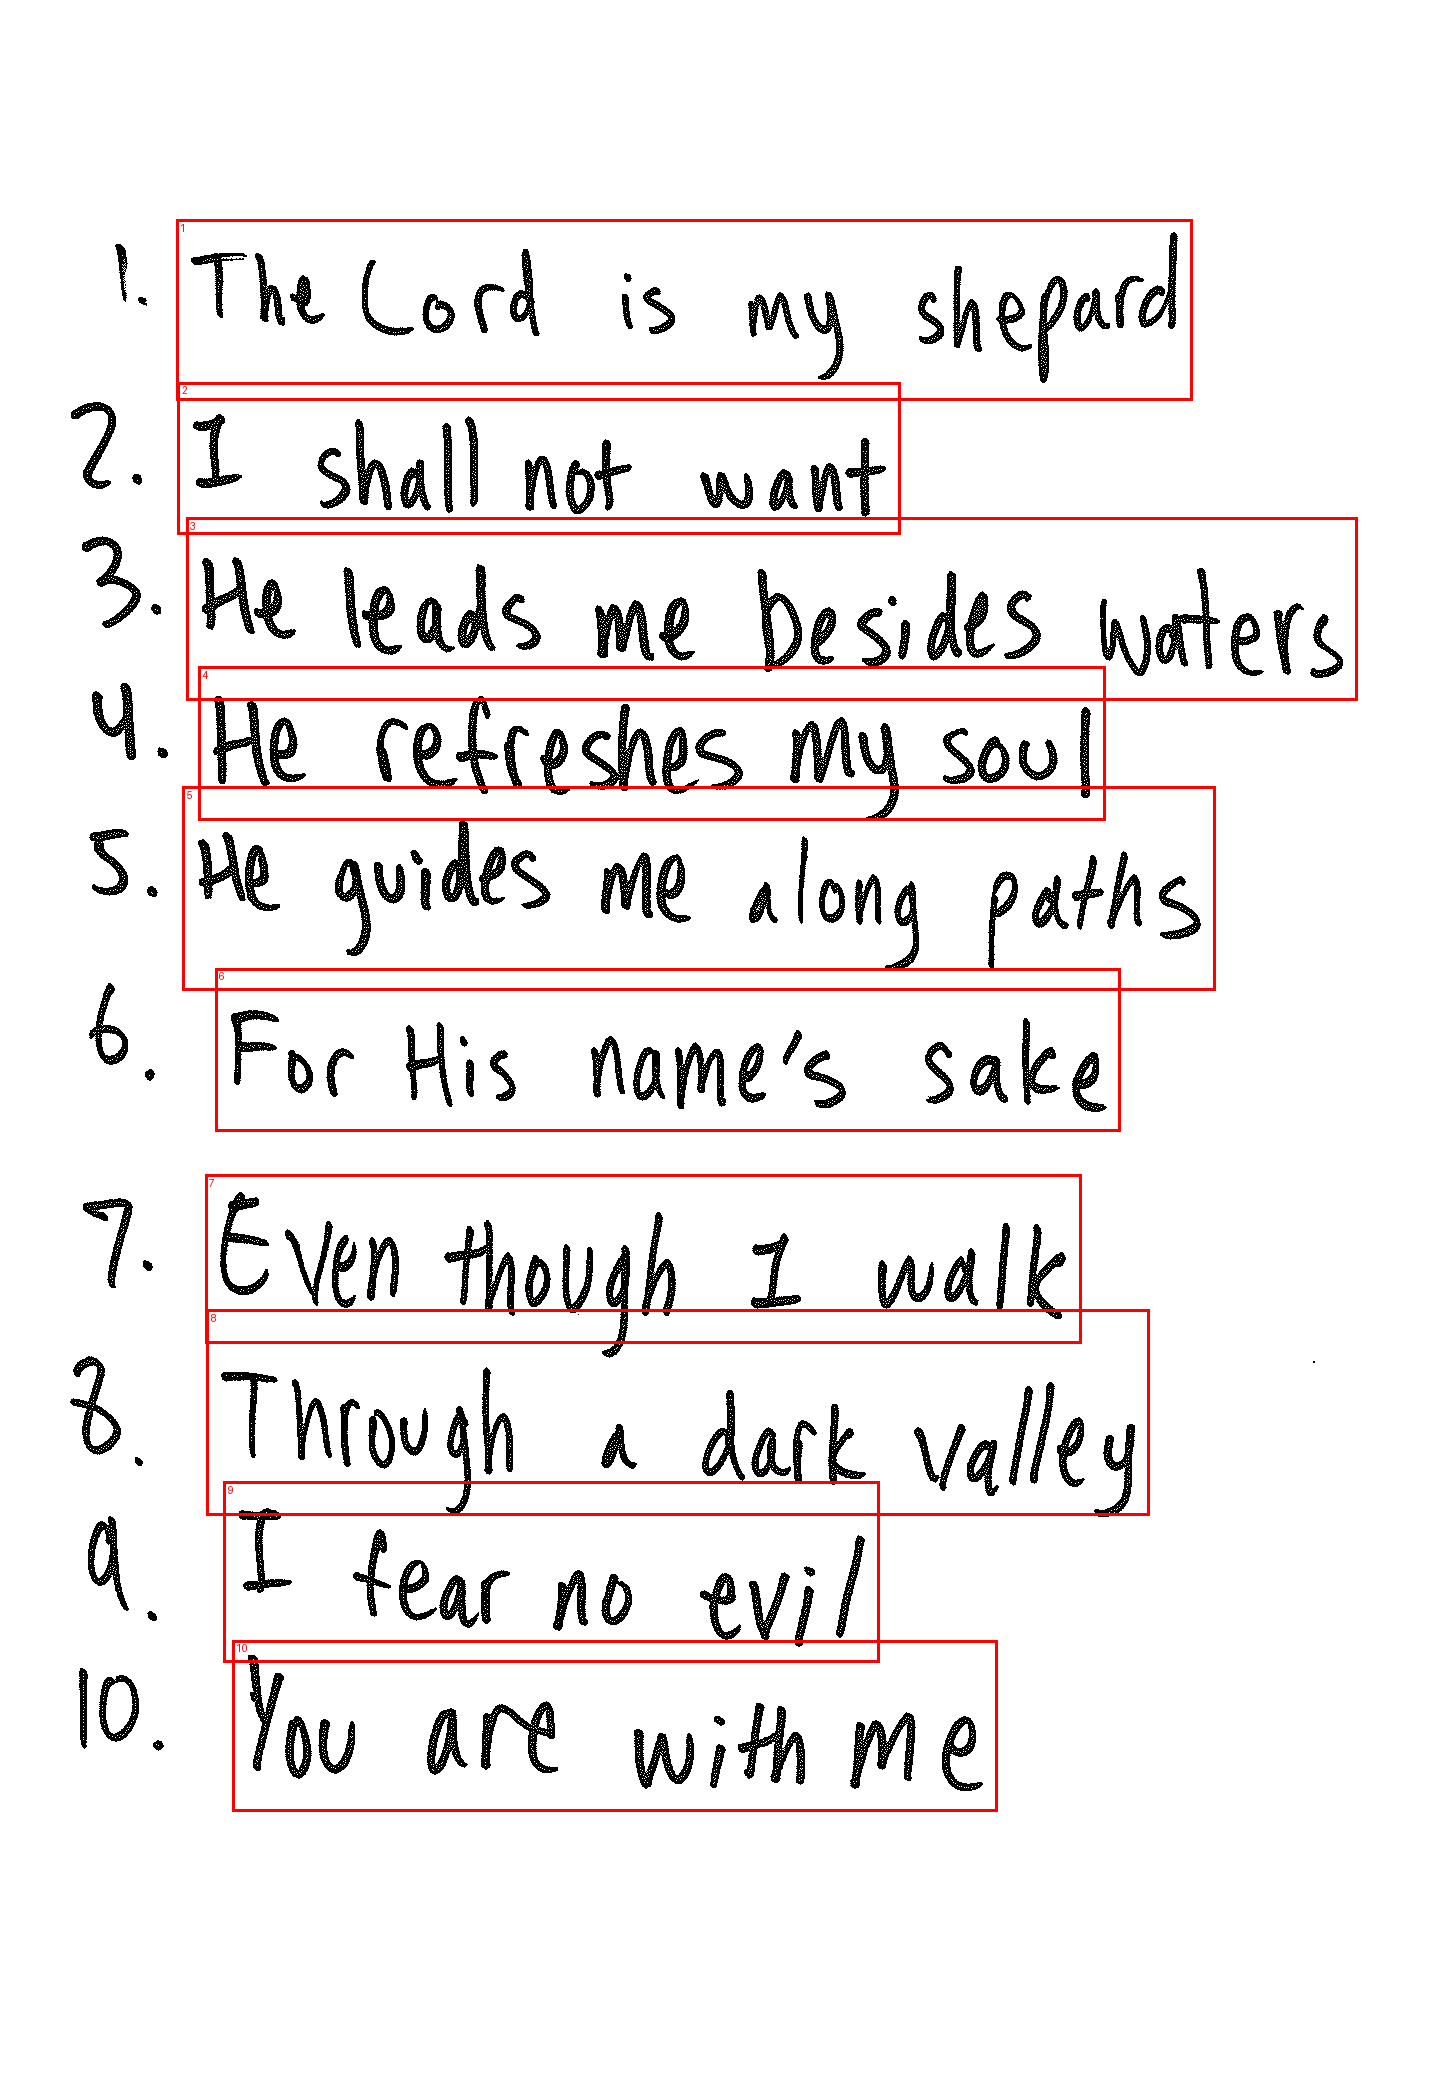 1. The Lord is my shepard
2. I shall not want
3. He leads me besides waters
4. He refreshes my soul
5. He guides me along paths
6. For His name's sake
7. Even though I walk
8. Through a dark valley
9. I fear no evil
10. You are with me